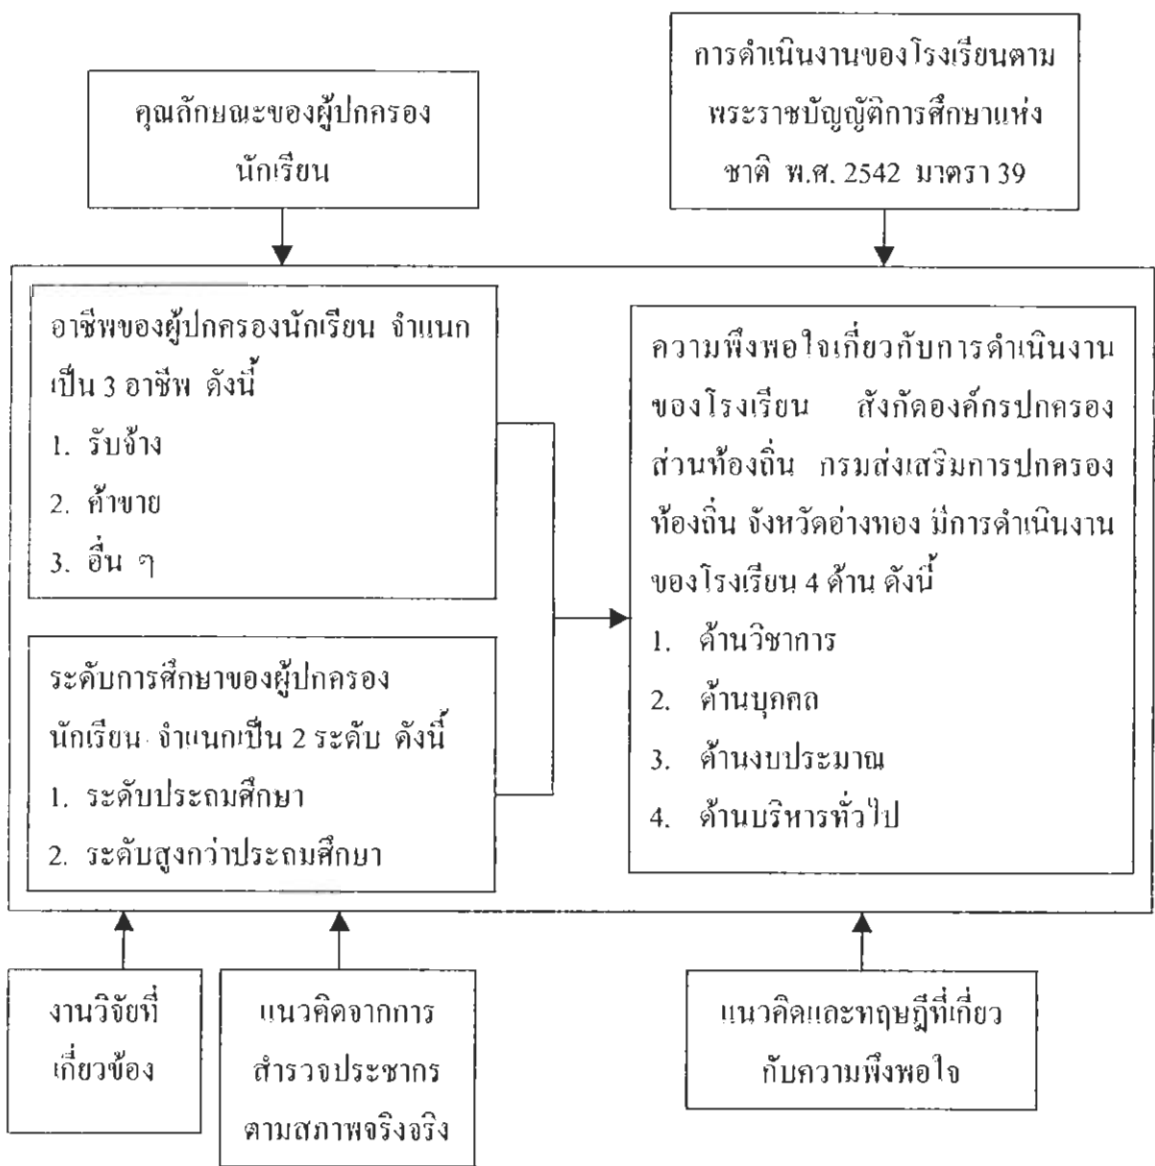 คุณลักษณะของผู้ปกครอง
นักเรียน
การดำเนินงานของโรงเรียนตาม
พระราชบัญญัติการศึกษาแห่ง
ชาติ พ.ศ. 2542 มาตรา 39
อาชีพของผู้ปกครองนักเรียน จำแนก
เป็น 3 อาชีพ ดังนี้
1. รับจ้าง
2. ค้าขาย
3. อื่น ๆ
ระดับการศึกษาของผู้ปกครอง
นักเรียน จำแนกเป็น 2 ระดับ ดังนี้
1. ระดับประถมศึกษา
2. ระดับสูงกว่าประถมศึกษา
ความพึงพอใจเกี่ยวกับการดำเนินงาน
ของโรงเรียน สังกัดองค์กรปกครอง
ส่วนท้องถิ่น กรมส่งเสริมการปกครอง
ท้องถิ่น จังหวัดอ่างทอง มีการดำเนินงาน
ของโรงเรียน 4 ด้าน ดังนี้
1. ด้านวิชาการ
2. ด้านบุคคล
3. ด้านงบประมาณ
4. ด้านบริหารทั่วไป
งานวิจัยที่
เกี่ยวข้อง
แนวคิดจากการ
สำรวจประชากร
ตามสภาพจริงจริง
แนวคิดและทฤษฎีที่เกี่ยว
กับความพึงพอใจ